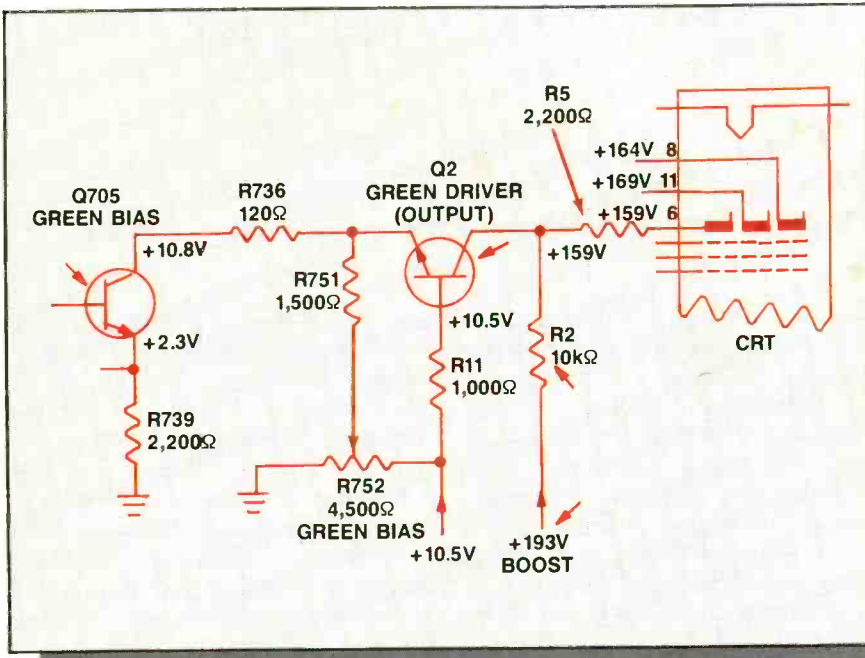 Q705
GREEN BIAS
+10.8V
+2.3V
R739
2,200Ω
R736
120Ω
R751
1,500Ω
Q2
GREEN DRIVER
(OUTPUT)
+10.5V
R11
1,000Ω
R752
4,500Ω
GREEN BIAS
+10.5V
R5
2,200Ω
+159V
R2
10kΩ
+193V
BOOST
+164V 8
+169V 11
+159V 6
CRT